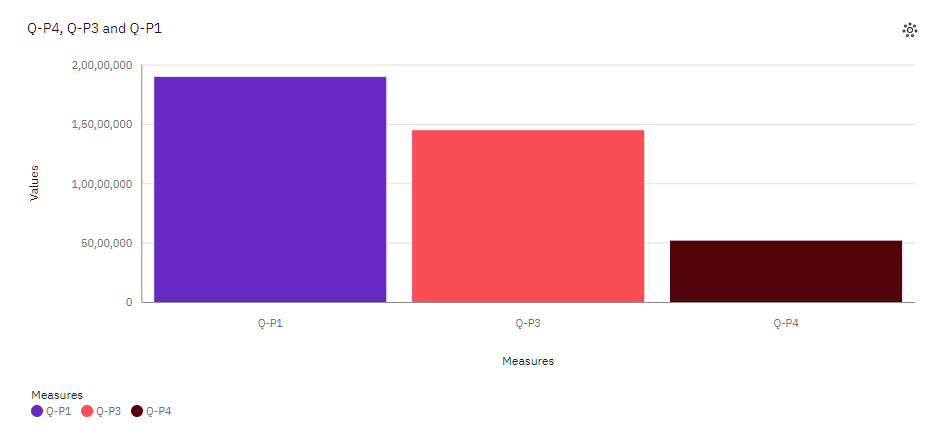 Q-P4, Q-P3 and Q-P1
2,00,00,000
1,50,00,000
1,00,00,000
50,00,000
0
Values
Q-P1 Q-P3 Q-P4
Measures
Measures
Q-P1 Q-P3 Q-P4